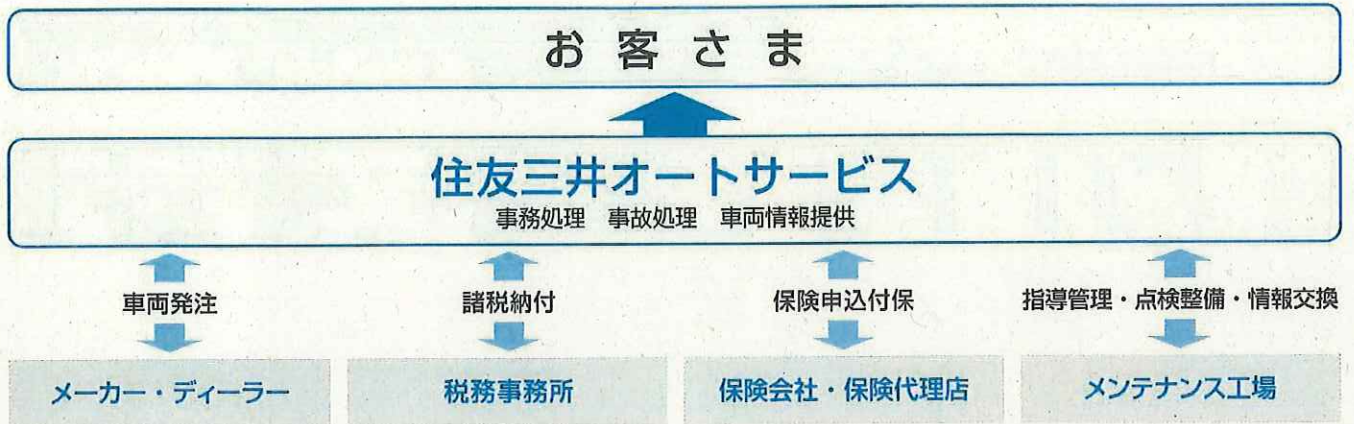 お客さま
住友三井オートサービス
事務処理 事故処理 車両情報提供
車両発注 諸税納付 保険申込付保 指導管理・点検整備・情報交換
メーカー・ディーラー 税務事務所 保険会社・保険代理店 メンテナンス工場